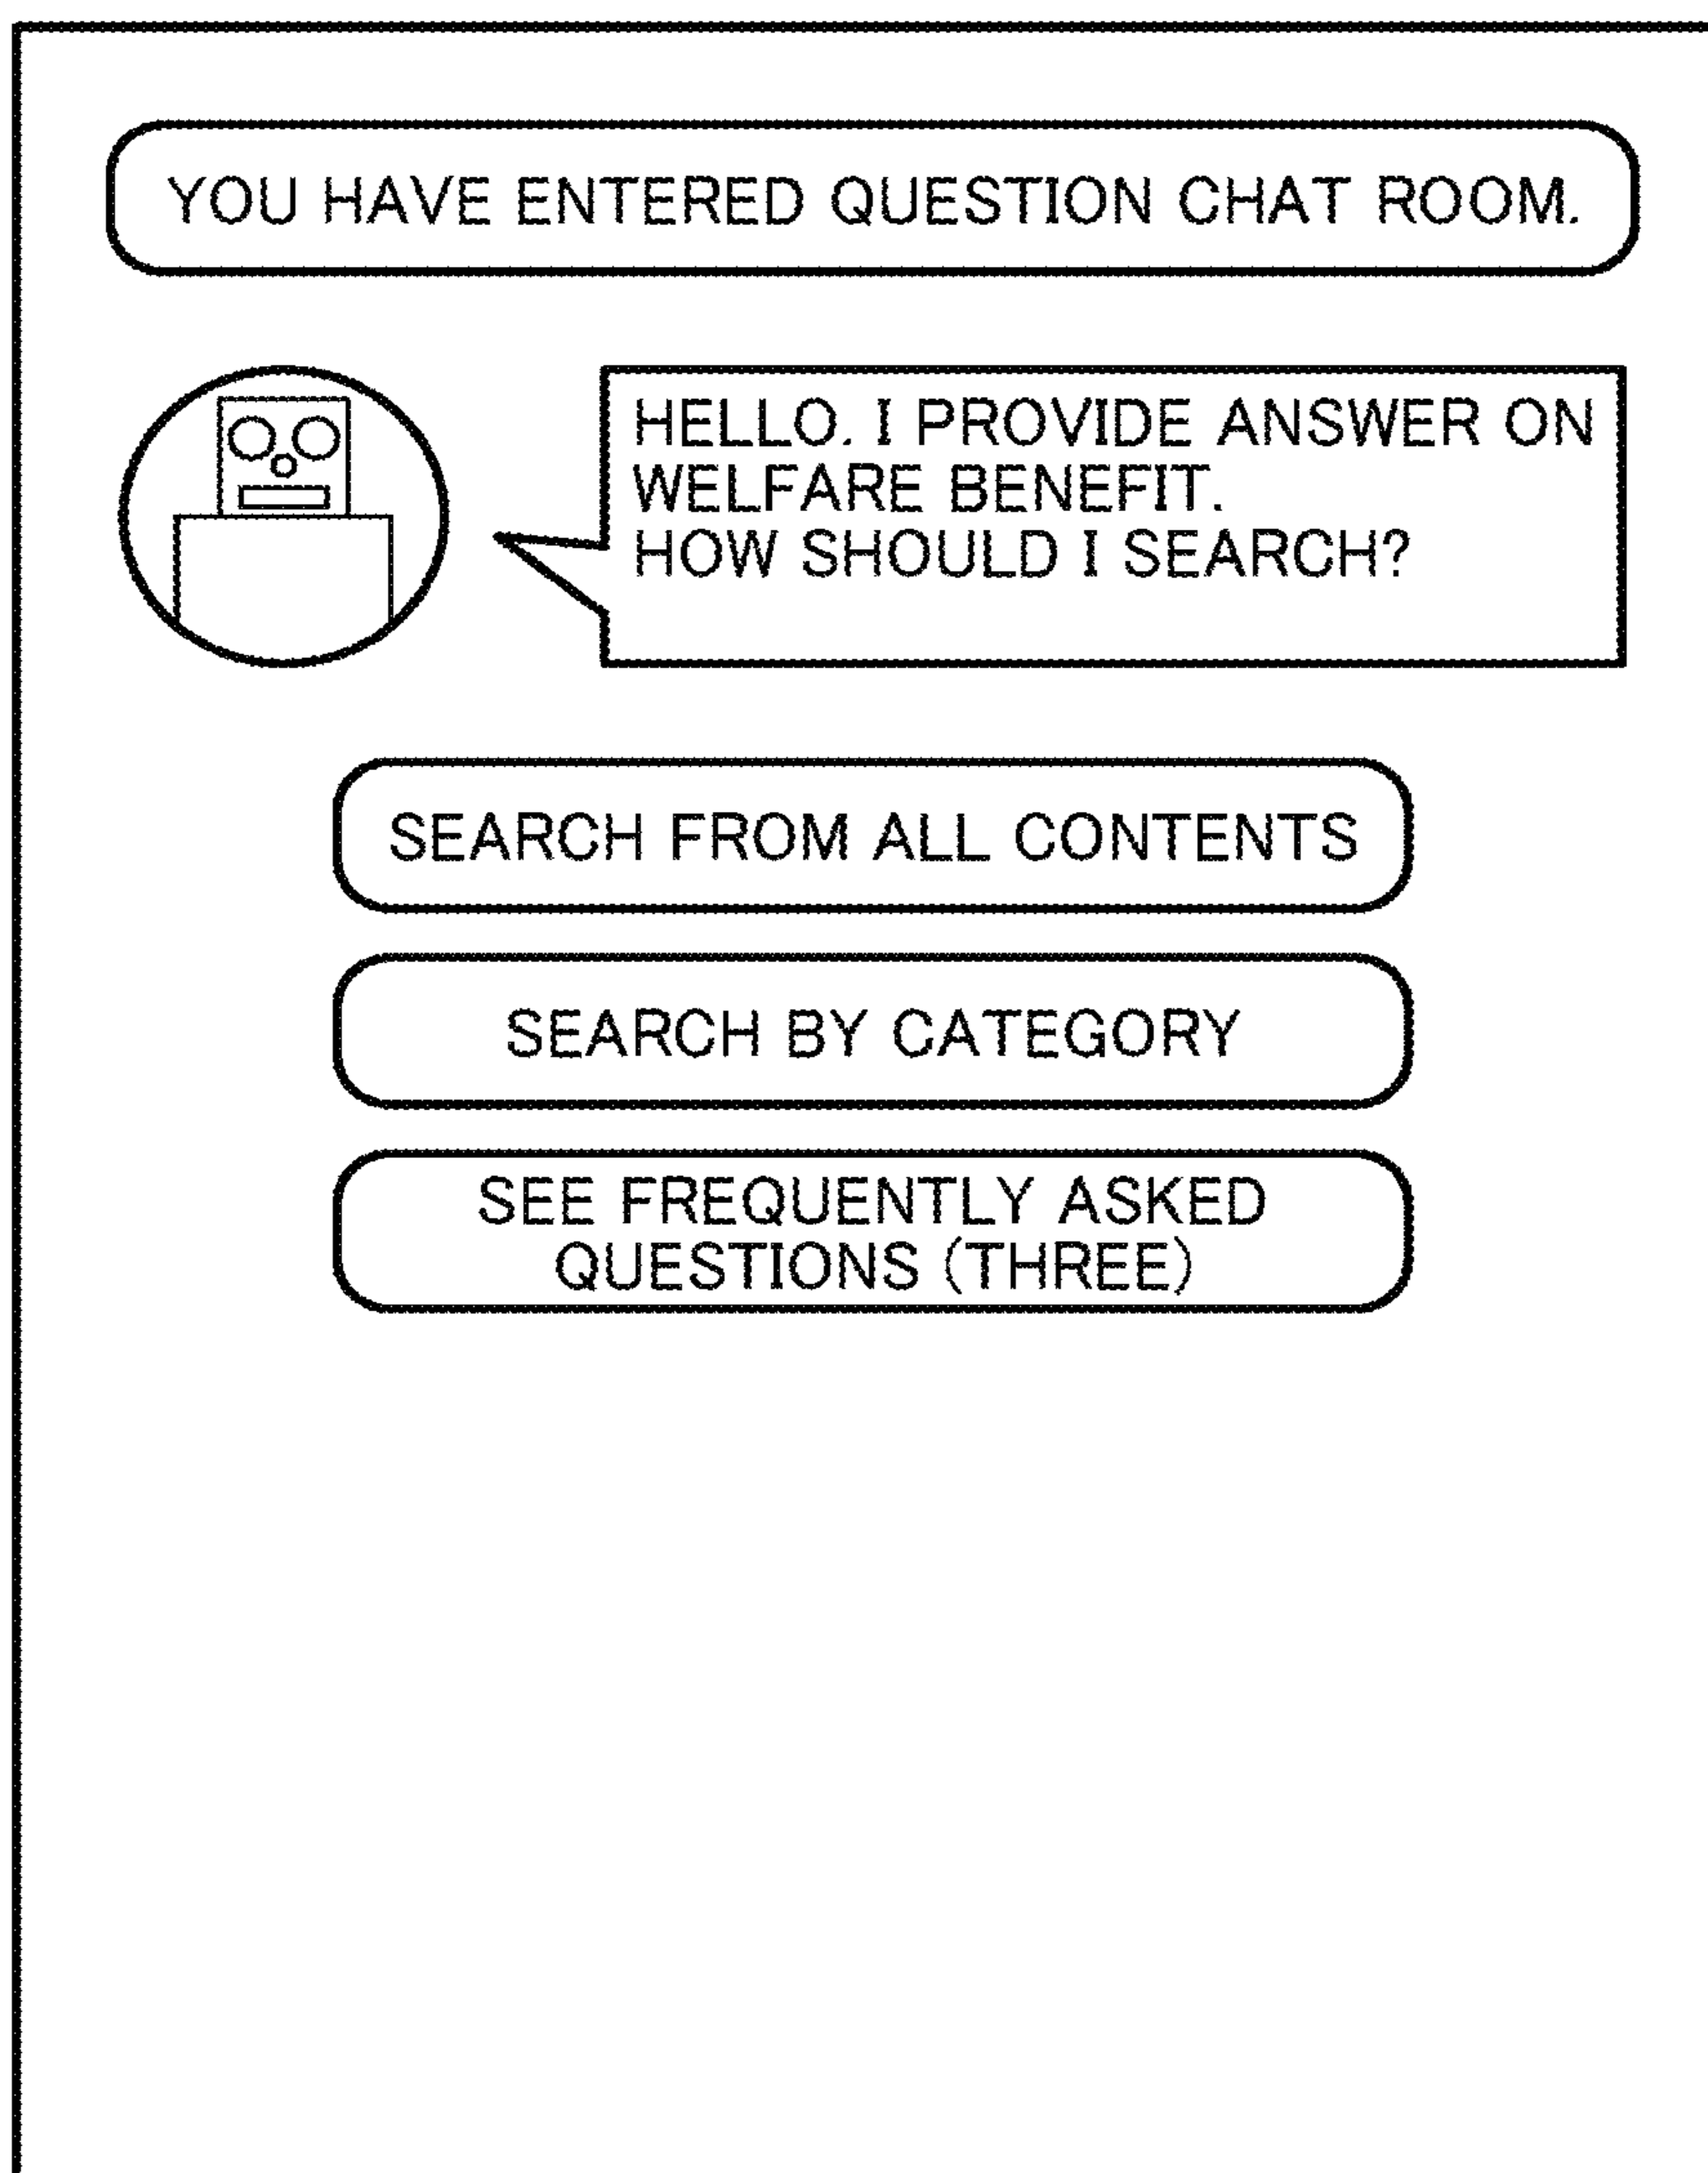 YOU HAVE ENTERED QUESTION CHAT ROOM.
HELLO. I PROVIDE ANSWER ON
WELFARE BENEFIT.
HOW SHOULD I SEARCH?
SEARCH FROM ALL CONTENTS
SEARCH BY CATEGORY
SEE FREQUENTLY ASKED
QUESTIONS (THREE)